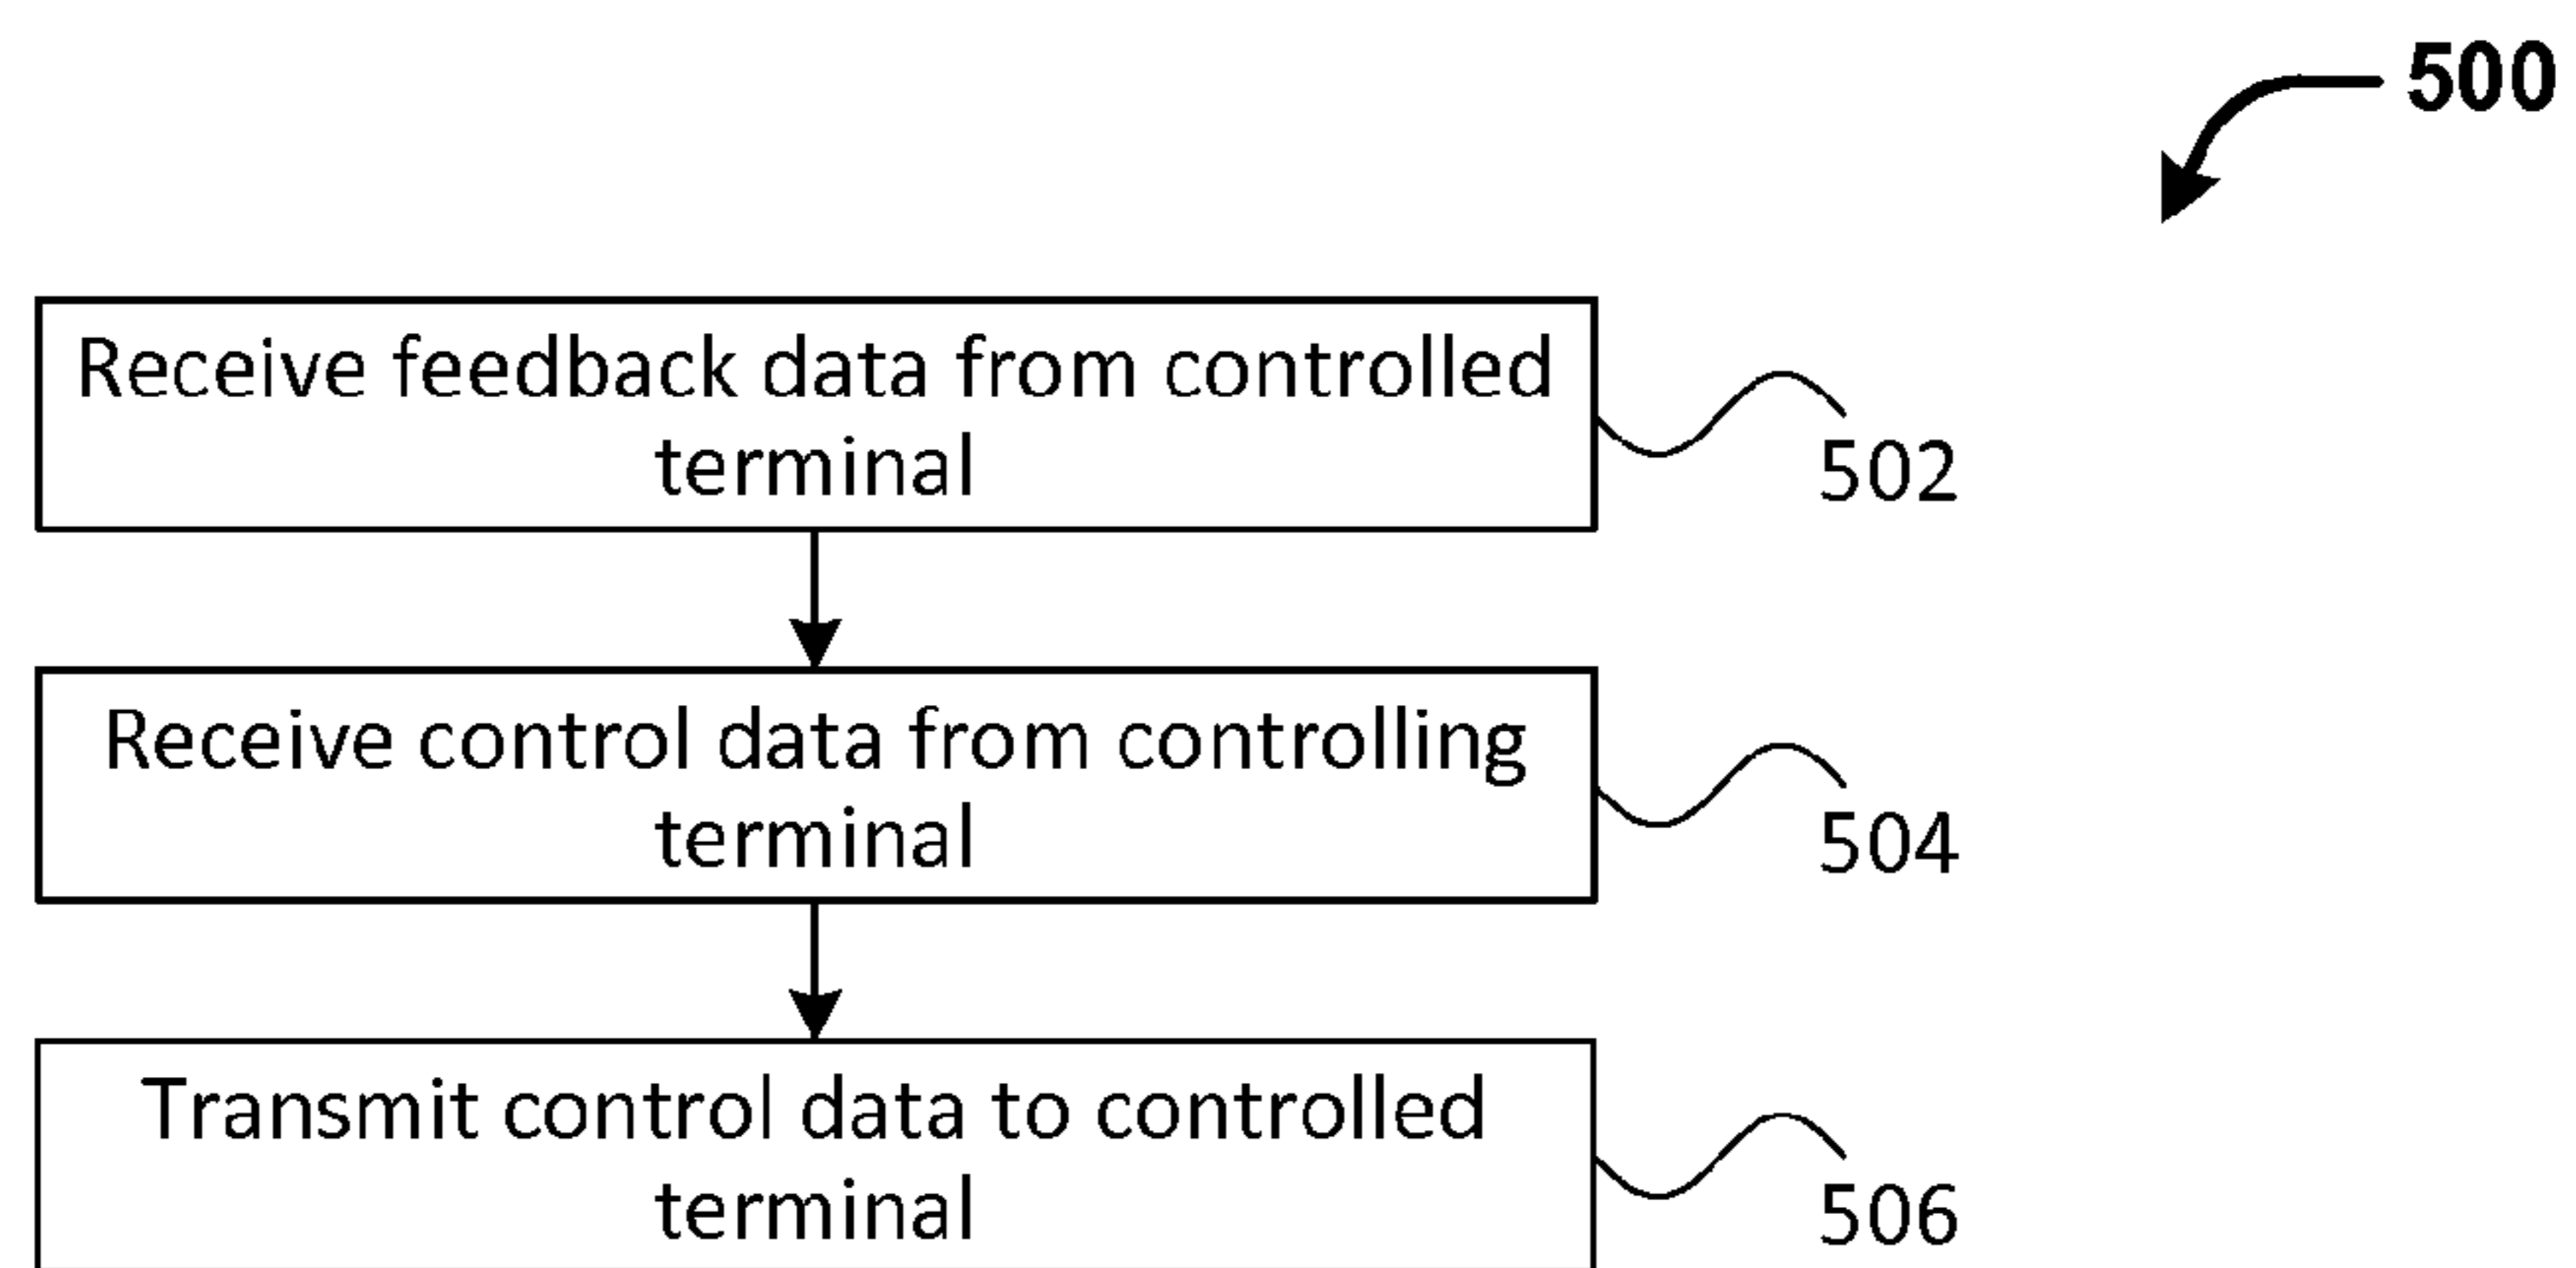 500
Receive feedback data from controlled
terminal
502
Receive control data from controlling
terminal
504
Transmit control data to controlled
terminal
506